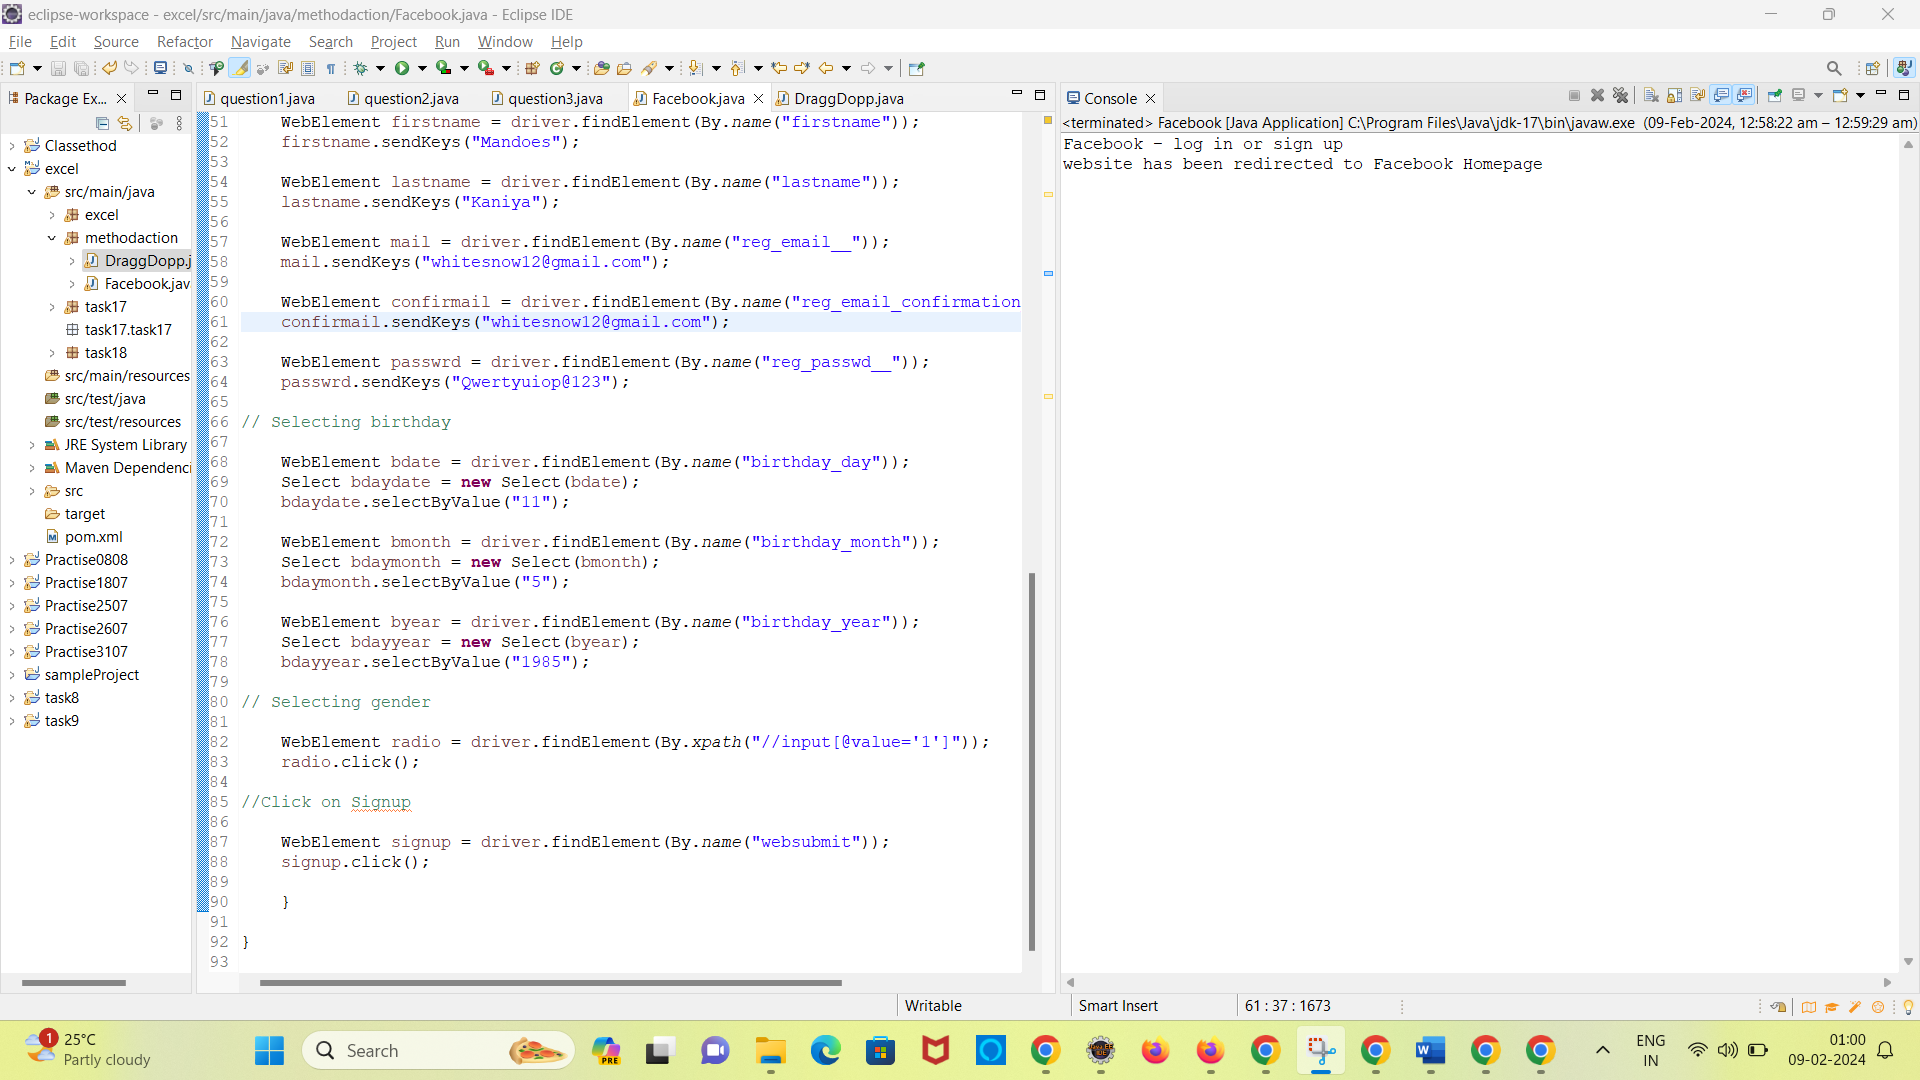 eclipse-workspace - excel/src/main/java/methodaction/Facebook.java - Eclipse IDE
File Edit Source Refactor Navigate Search Project Run Window Help
Package Ex...
question1.java question2.java question3.java Facebook.java DraggDopp.java
Console
<terminated> Facebook [Java Application] C:\Program Files\Java\jdk-17\bin\javaw.exe (09-Feb-2024, 12:58:22 am – 12:59:29 am)
Facebook – log in or sign up
website has been redirected to Facebook Homepage
Classethod
excel
src/main/java
excel
methodaction
DraggDopp.j
Facebook.jav
task17
task17.task17
task18
src/main/resources
src/test/java
src/test/resources
JRE System Library
Maven Dependenci
src
target
pom.xml
Practise0808
Practise1807
Practise2507
Practise2607
Practise3107
sampleProject
task8
task9
51 WebElement firstname = driver.findElement(By.name("firstname"));
52 firstname.sendKeys("Mandoes");
53
54 WebElement lastname = driver.findElement(By.name("lastname"));
55 lastname.sendKeys("Kaniya");
56
57 WebElement mail = driver.findElement(By.name("reg_email__"));
58 mail.sendKeys("whitesnow12@gmail.com");
59
60 WebElement confirmail = driver.findElement(By.name("reg_email_confirmation
61 confirmail.sendKeys("whitesnow12@gmail.com");
62
63 WebElement passwrd = driver.findElement(By.name("reg_passwd__"));
64 passwrd.sendKeys("Qwertyuiop@123");
65
66 // Selecting birthday
67
68 WebElement bdate = driver.findElement(By.name("birthday_day"));
69 Select bdaydate = new Select(bdate);
70 bdaydate.selectByValue("11");
71
72 WebElement bmonth = driver.findElement(By.name("birthday_month"));
73 Select bdaymonth = new Select(bmonth);
74 bdaymonth.selectByValue("5");
75
76 WebElement byear = driver.findElement(By.name("birthday_year"));
77 Select bdayyear = new Select(byear);
78 bdayyear.selectByValue("1985");
79
80 // Selecting gender
81
82 WebElement radio = driver.findElement(By.xpath("//input[@value='1']"));
83 radio.click();
84
85 //Click on Signup
86
87 WebElement signup = driver.findElement(By.name("websubmit"));
88 signup.click();
89
90 }
91
92 }
93
Writable Smart Insert 61 : 37 : 1673
1 25°C
Partly cloudy
Search
PRE
ENG
IN
01:00
09-02-2024